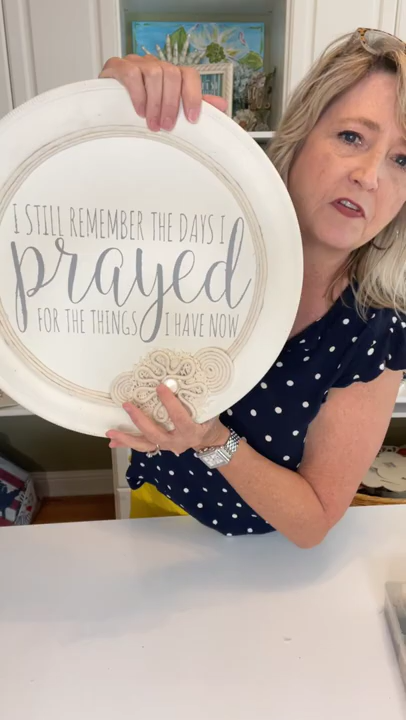 I STILL REMEMBER THE DAYS I
prayed
FOR THE THINGS I HAVE NOW